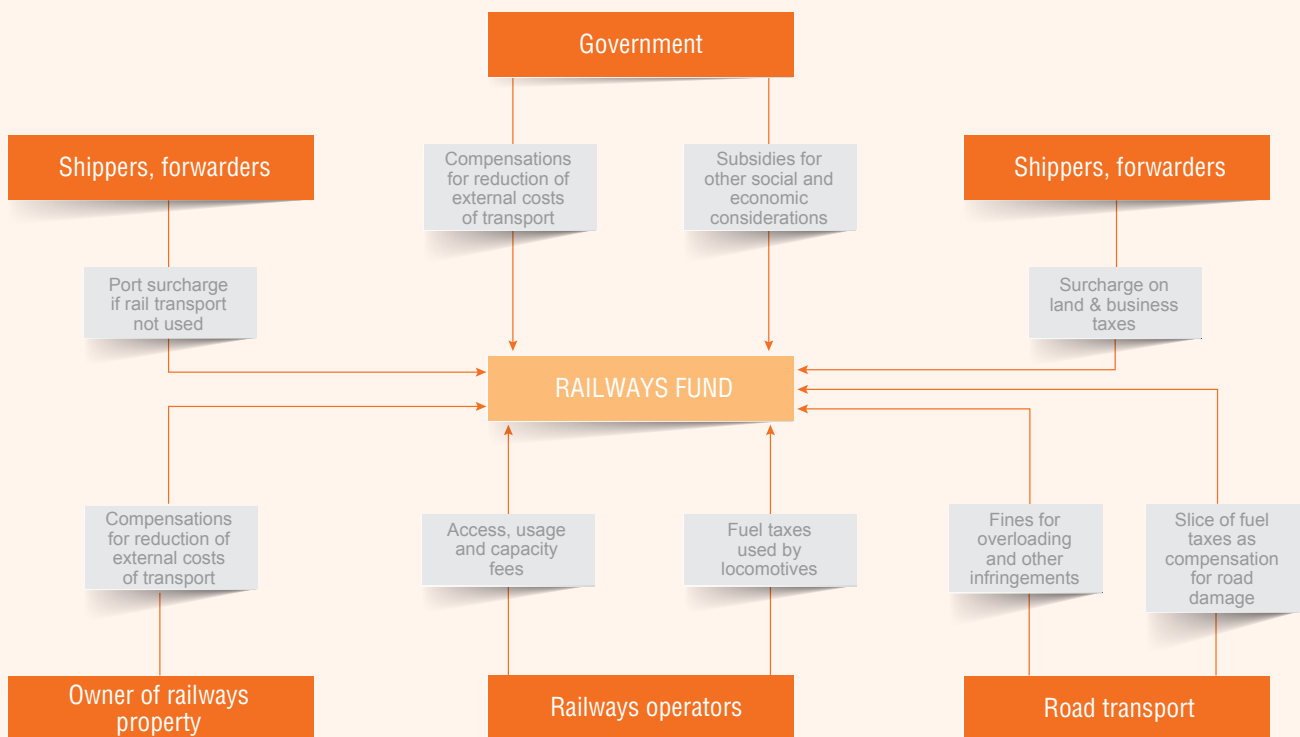 Government
Shippers, forwarders
Compensations
for reduction of
external costs
of transport
Subsidies for
other social and
economic
considerations
Shippers, forwarders
Port surcharge
if rail transport
not used
Surcharge on
land & business
taxes
RAILWAYS FUND
Compensations
for reduction of
external costs
of transport
Access, usage
and capacity
fees
Fuel taxes
used by
locomotives
Fines for
overloading
and other
infringements
Slice of fuel
taxes as
compensation
for road
damage
Owner of railways
property
Railways operators
Road transport